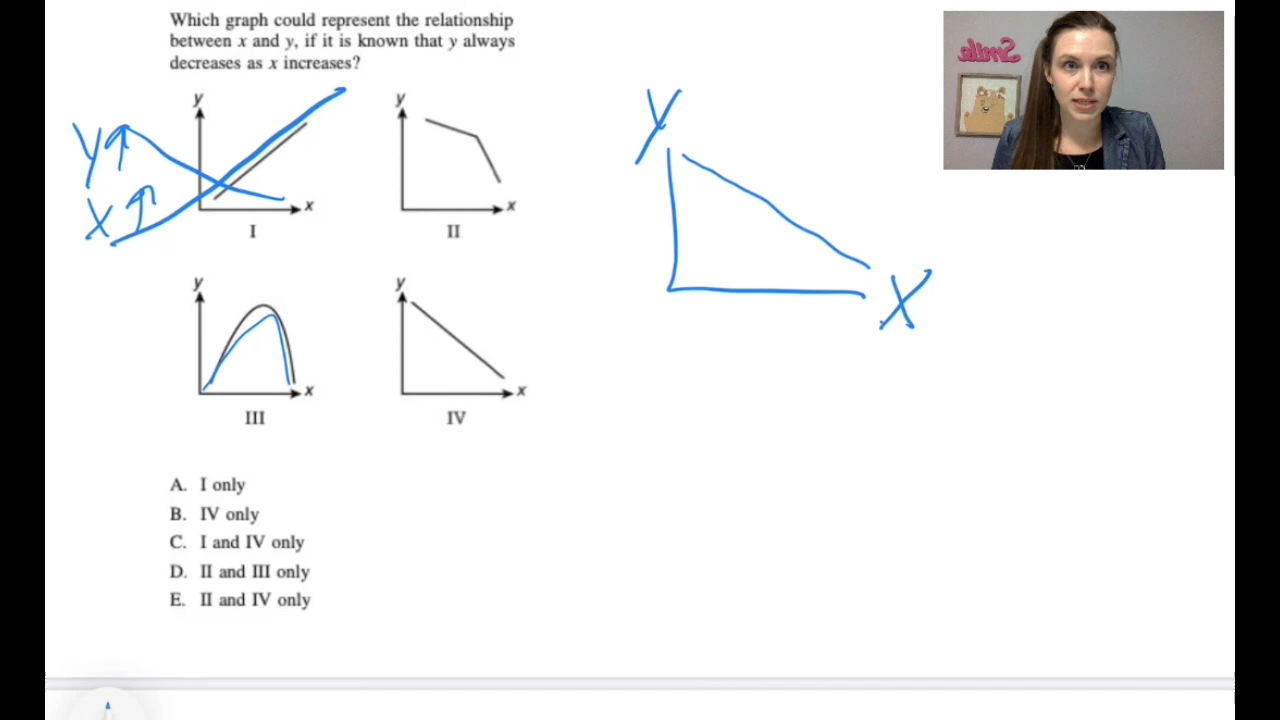 Which graph could represent the relationship
between x and y, if it is known that y always
decreases as x increases?
y
x
I
y
x
II
Y↑
X↑
y
x
III
y
x
IV
A. I only
B. IV only
C. I and IV only
D. II and III only
E. II and IV only
Y
X
Smile